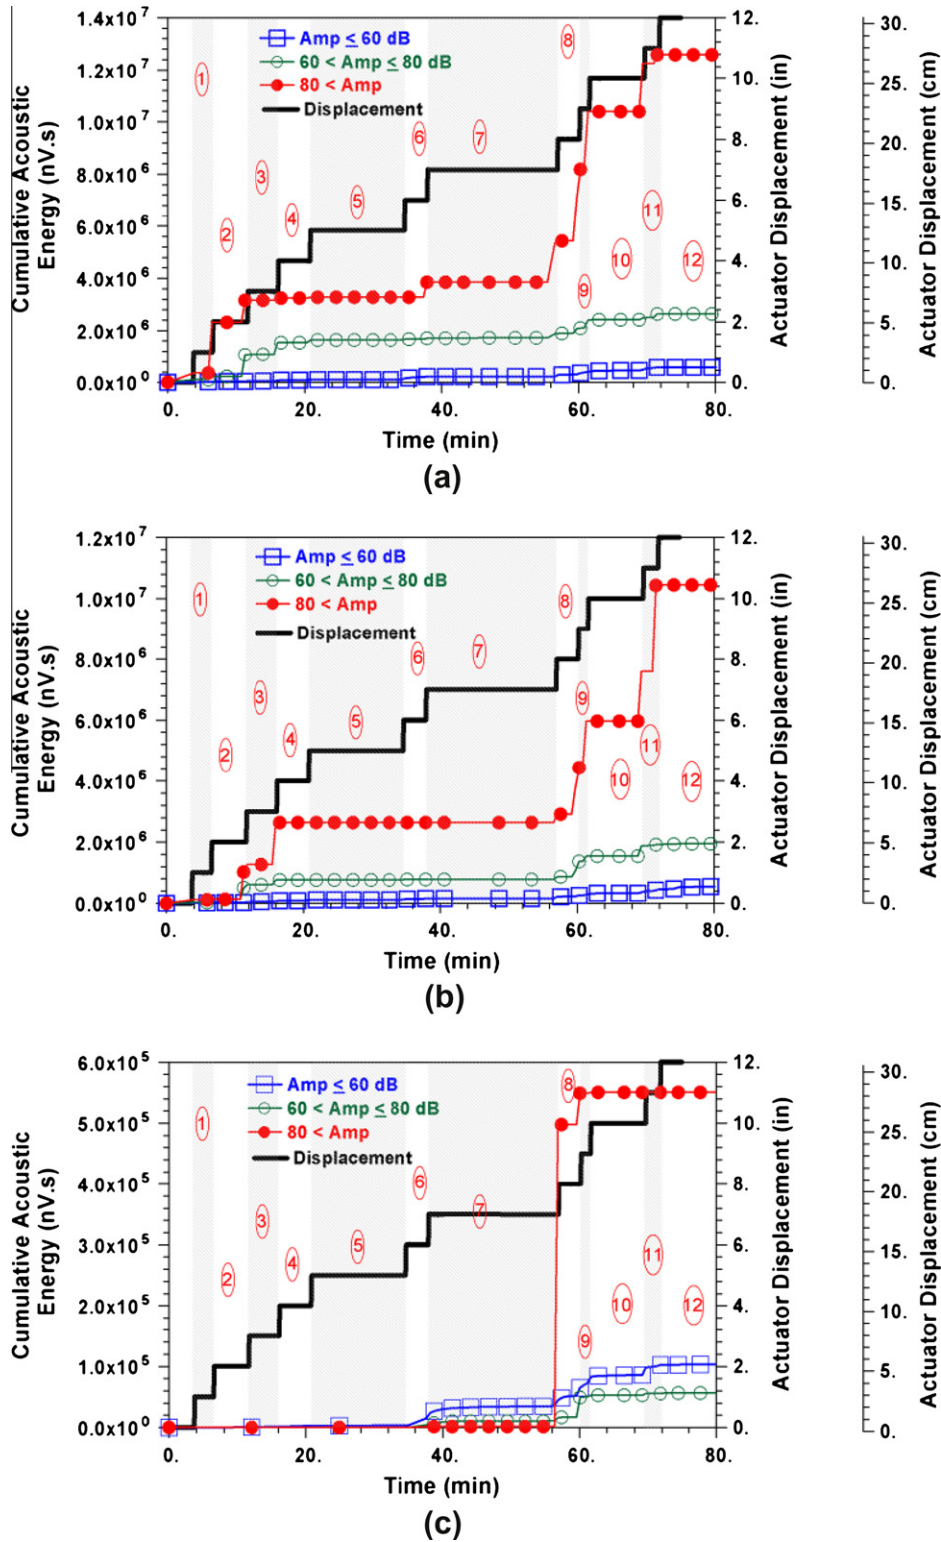 Cumulative Acoustic
Energy (nV.s)
1.4x10^7
1.2x10^7
1.0x10^7
8.0x10^6
6.0x10^6
4.0x10^6
2.0x10^6
0.0x10^0
Amp ≤ 60 dB
60 < Amp ≤ 80 dB
80 < Amp
Displacement
1 2 3 4 5 6 7 8 9 10 11 12
0. 20. 40. 60. 80.
Time (min)
12.
10.
8.
6.
4.
2.
0.
Actuator Displacement (in)
30.
25.
20.
15.
10.
5.
0.
Actuator Displacement (cm)
(a)
Cumulative Acoustic
Energy (nV.s)
1.2x10^7
1.0x10^7
8.0x10^6
6.0x10^6
4.0x10^6
2.0x10^6
0.0x10^0
Amp ≤ 60 dB
60 < Amp ≤ 80 dB
80 < Amp
Displacement
1 2 3 4 5 6 7 8 9 10 11 12
0. 20. 40. 60. 80.
Time (min)
12.
10.
8.
6.
4.
2.
0.
Actuator Displacement (in)
30.
25.
20.
15.
10.
5.
0.
Actuator Displacement (cm)
(b)
Cumulative Acoustic
Energy (nV.s)
6.0x10^5
5.0x10^5
4.0x10^5
3.0x10^5
2.0x10^5
1.0x10^5
0.0x10^0
Amp ≤ 60 dB
60 < Amp ≤ 80 dB
80 < Amp
Displacement
1 2 3 4 5 6 7 8 9 10 11 12
0. 20. 40. 60. 80.
Time (min)
12.
10.
8.
6.
4.
2.
0.
Actuator Displacement (in)
30.
25.
20.
15.
10.
5.
0.
Actuator Displacement (cm)
(c)